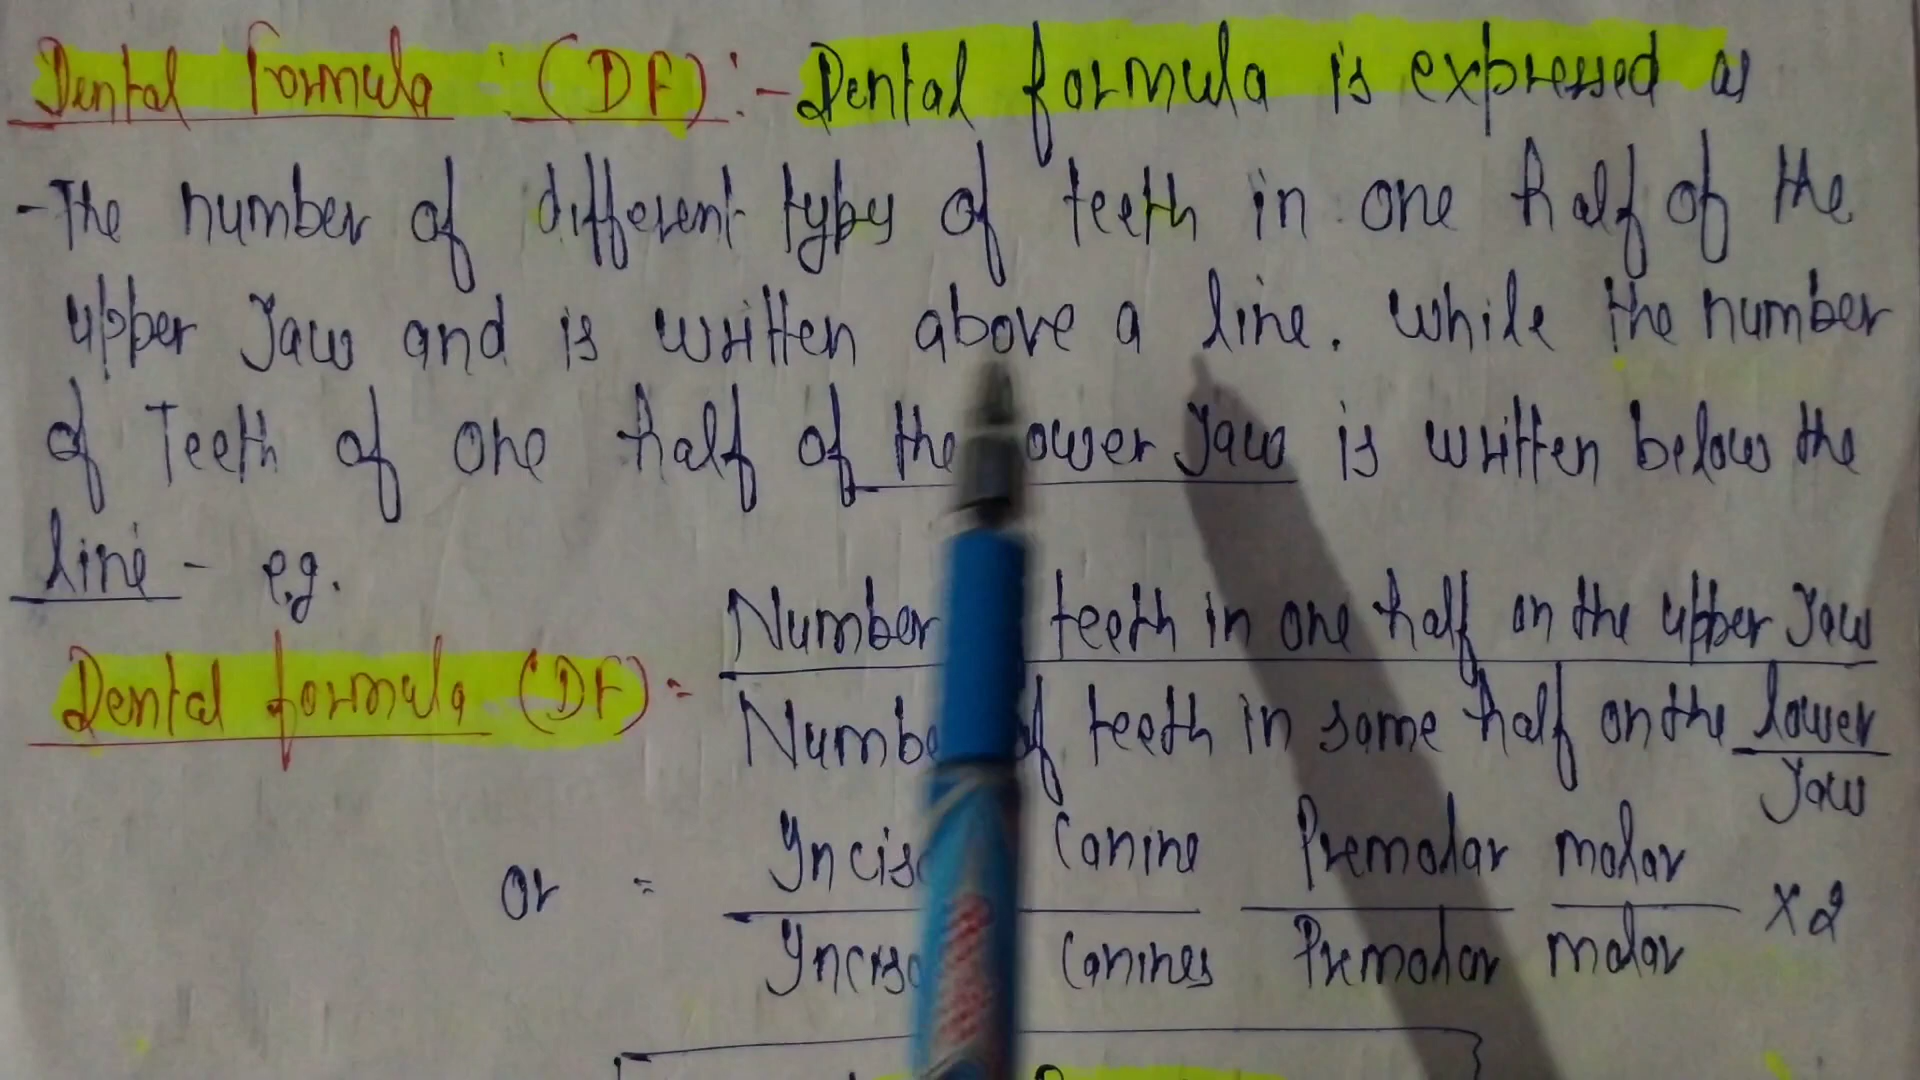 Dental Formula : (DF) :- Dental formula is expressed as
- The number of different types of teeth in one half of the
upper Jaw and is written above a line. while the number
of Teeth of one half of the lower Jaw is written below the
line - e.g.
Number teeth in one half on the upper Jaw
Dental formula (DF) =
Number of teeth in same half on the lower
Jaw
Canine Premolar molar
or = x2
Canines Premolar molar